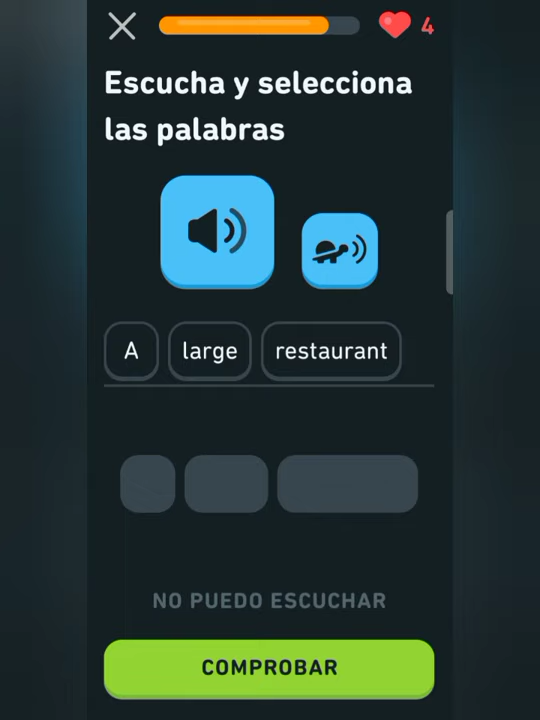 4
Escucha y selecciona
las palabras
A large restaurant
NO PUEDO ESCUCHAR
COMPROBAR